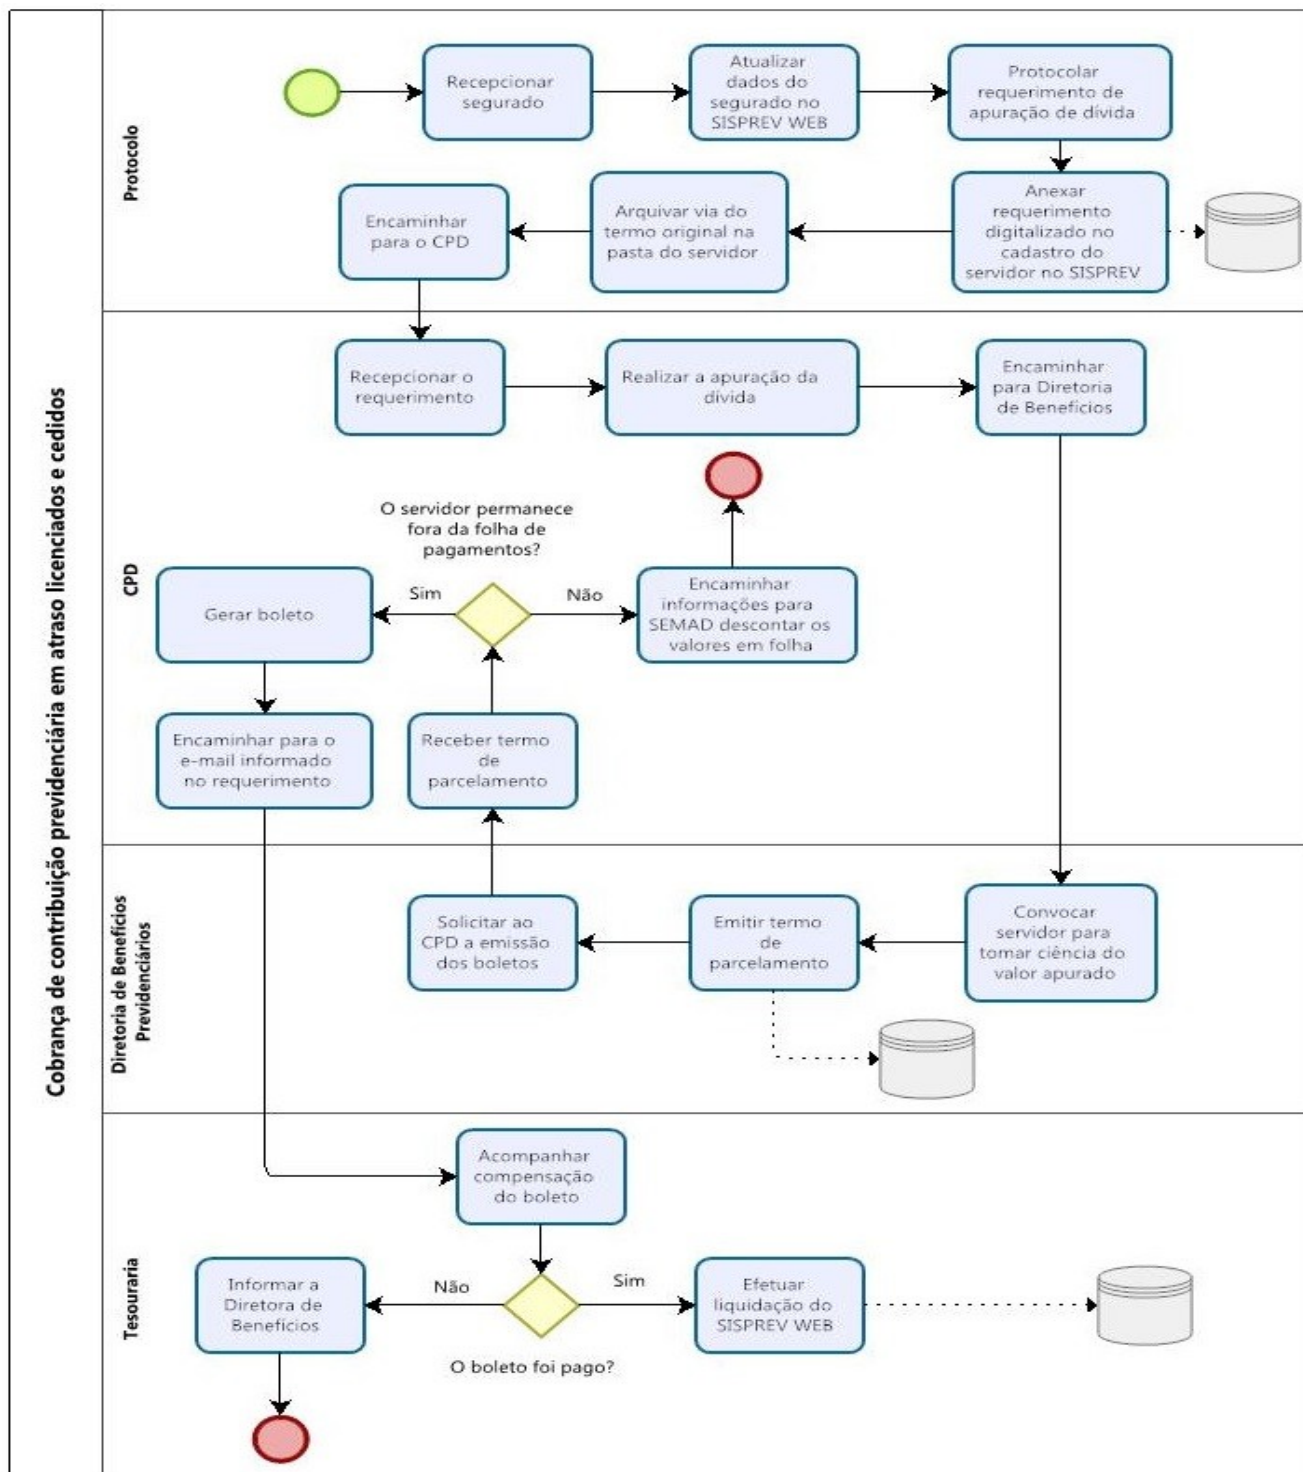 Cobrança de contribuição previdenciária em atraso licenciados e cedidos
Protocolo
Recepcionar
segurado
Atualizar
dados do
segurado no
SISPREV WEB
Protocolar
requerimento de
apuração de dívida
Encaminhar
para o CPD
Arquivar via do
termo original na
pasta do servidor
Anexar
requerimento
digitalizado no
cadastro do
servidor no SISPREV
CPD
Recepcionar o
requerimento
Realizar a apuração da
dívida
Encaminhar
para Diretoria
de Benefícios
O servidor permanece
fora da folha de
pagamentos?
Gerar boleto
Sim
Não
Encaminhar
informações para
SEMAD descontar os
valores em folha
Encaminhar para o
e-mail informado
no requerimento
Receber termo
de
parcelamento
Diretoria de Benefícios
Previdenciários
Solicitar ao
CPD a emissão
dos boletos
Emitir termo
de
parcelamento
Convocar
servidor para
tomar ciência do
valor apurado
Tesouraria
Acompanhar
compensação
do boleto
Informar a
Diretora de
Benefícios
Não
Sim
Efetuar
liquidação do
SISPREV WEB
O boleto foi pago?